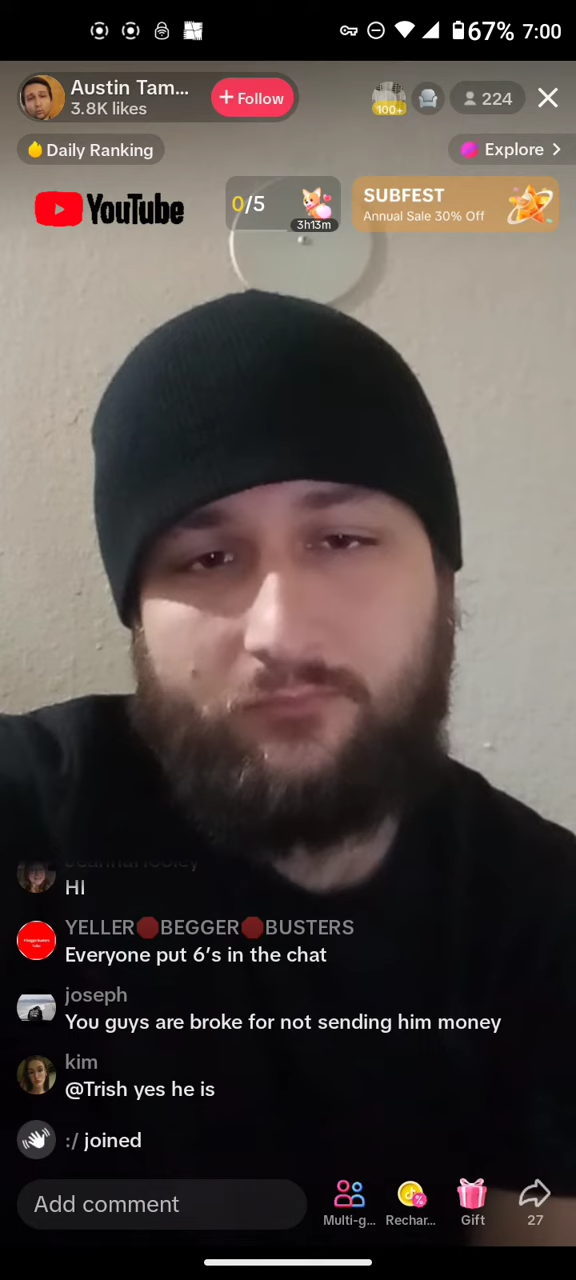 67% 7:00
Austin Tam...
3.8K likes
+ Follow
100+
224
Daily Ranking
Explore >
YouTube
0/5
3h13m
SUBFEST
Annual Sale 30% Off
HI
YELLER🛑BEGGER🛑BUSTERS
Everyone put 6’s in the chat
joseph
You guys are broke for not sending him money
kim
@Trish yes he is
:/ joined
Add comment
Multi-g...
Rechar...
Gift
27